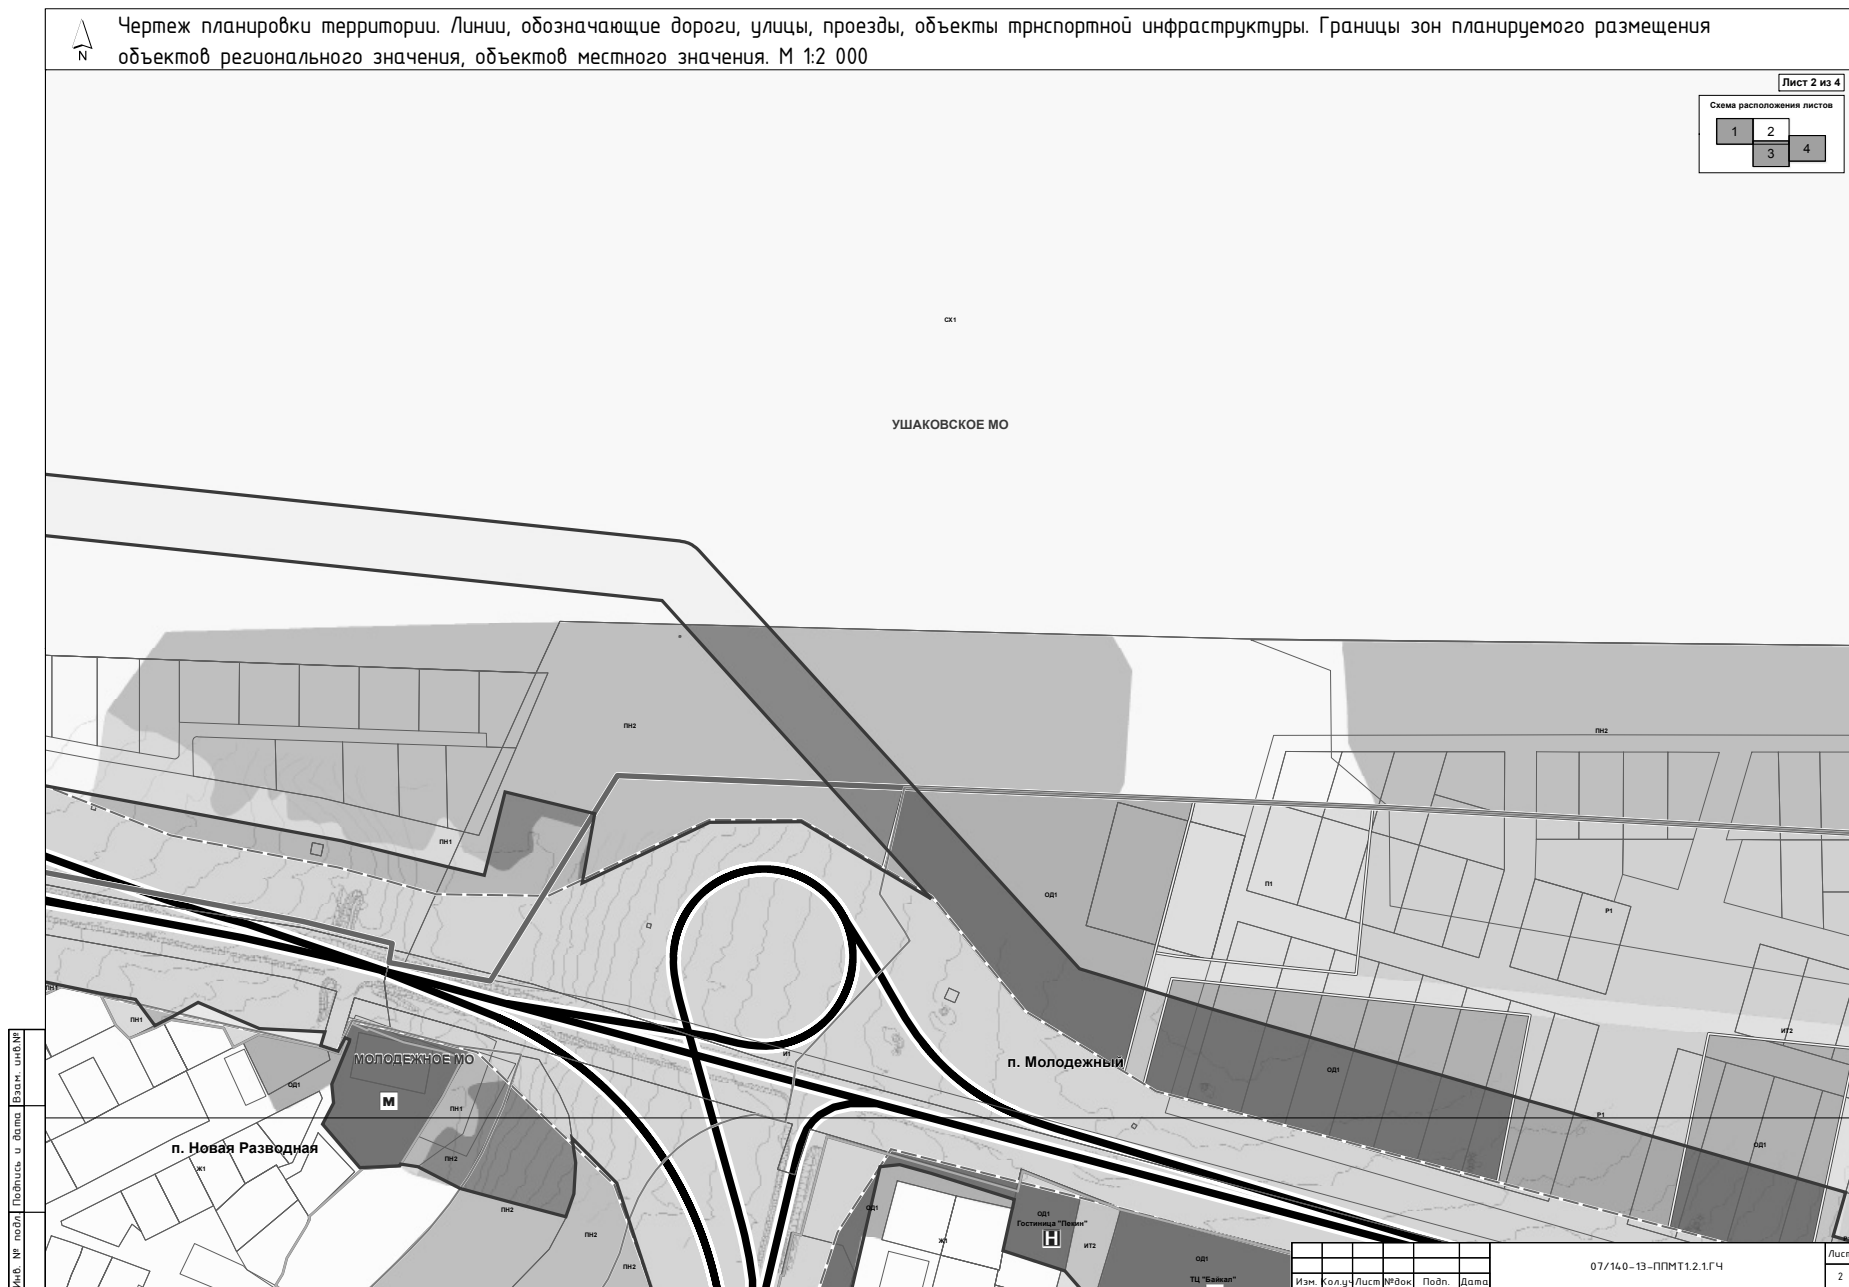 Чертеж планировки территории. Линии, обозначающие дороги, улицы, проезды, объекты трнспортной инфраструктуры. Границы зон планируемого размещения
объектов регионального значения, объектов местного значения. М 1:2 000
N
Лист 2 из 4
Схема расположения листов
1
2
3
4
СХ1
УШАКОВСКОЕ МО
ПН2
ПН2
ПН1
П1
ОД1
Р1
ПН1
ПН1
И1
ИТ2
МОЛОДЕЖНОЕ МО
п. Молодежный
ОД1
ОД1
М
ПН1
Р1
п. Новая Разводная
ОД1
Ж1
ПН2
ПН2
ОД1
ОД1
Гостиница "Пекин"
Н
ПН2
Ж1
ИТ2
ПН2
ОД1
ТЦ "Байкал"
Взам. инв.№
Подпись и дата
Инв. № подл
Изм. Кол.уч Лист №док Подп. Дата
07/140-13-ППМТ1.2.1.ГЧ
Лист
2